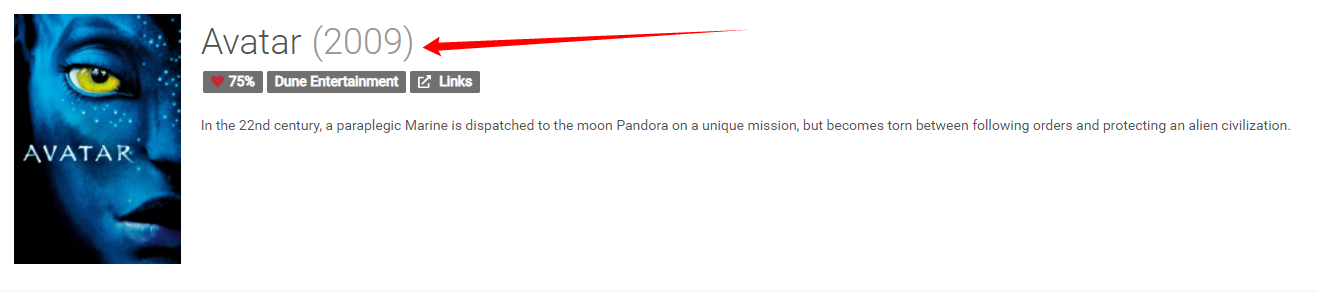 Avatar (2009)
75% Dune Entertainment Links
In the 22nd century, a paraplegic Marine is dispatched to the moon Pandora on a unique mission, but becomes torn between following orders and protecting an alien civilization.
AVATAR